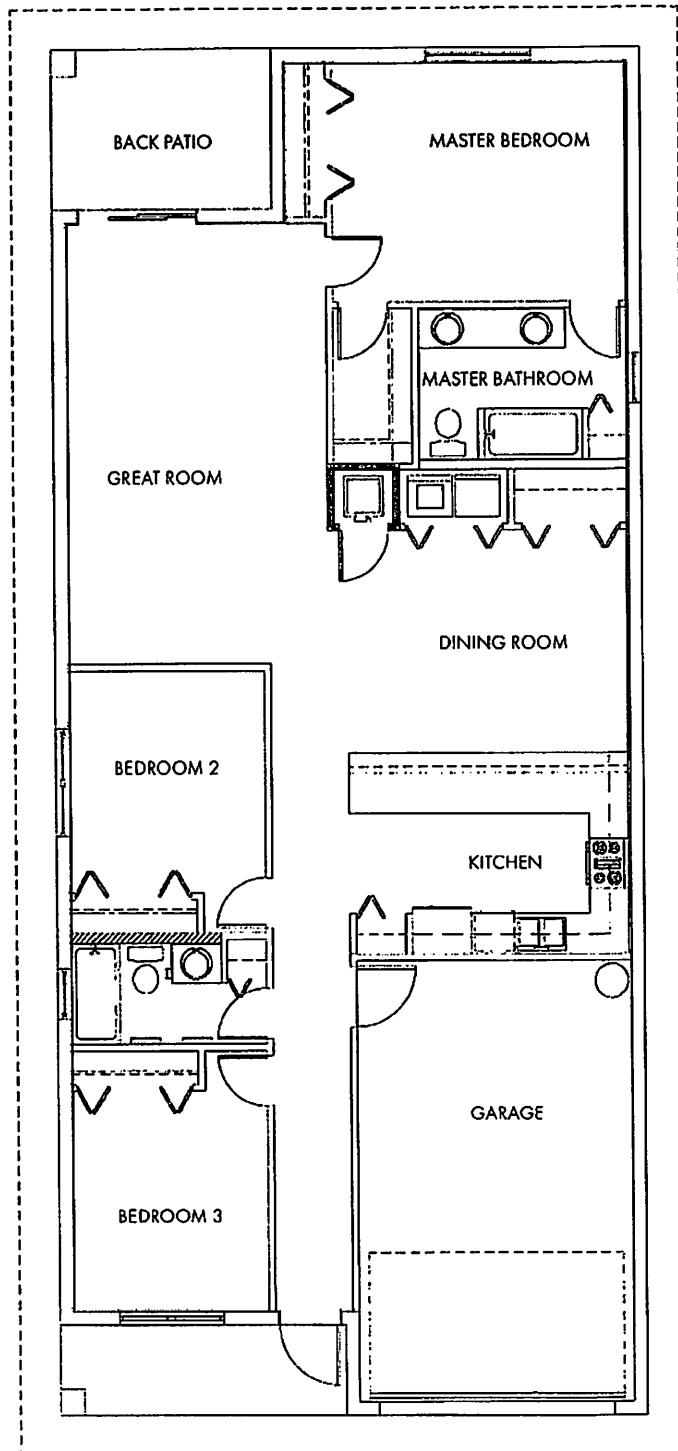 BACK PATIO
MASTER BEDROOM
MASTER BATHROOM
GREAT ROOM
DINING ROOM
BEDROOM 2
KITCHEN
GARAGE
BEDROOM 3